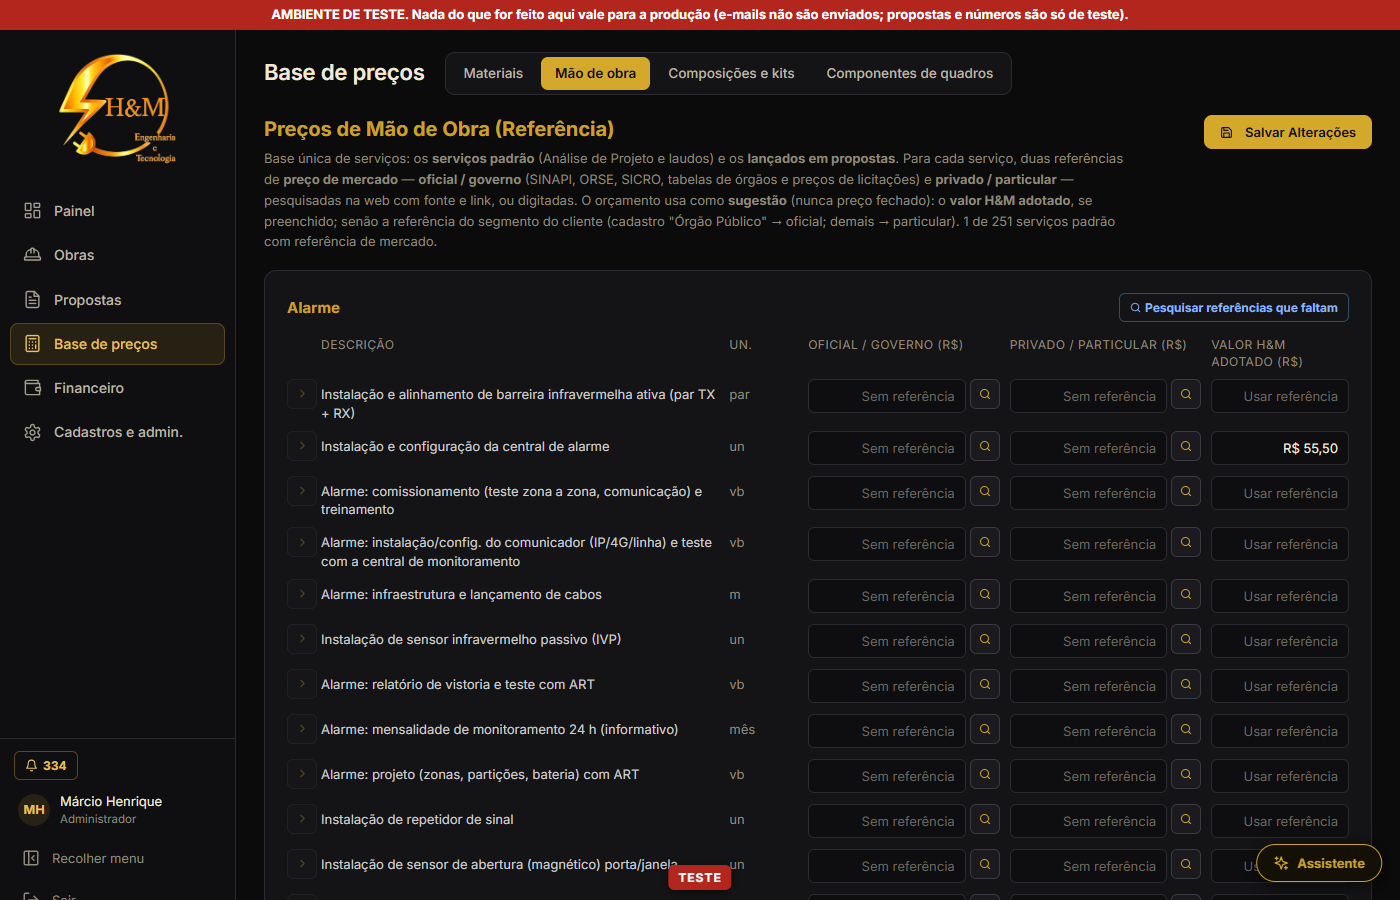 AMBIENTE DE TESTE. Nada do que for feito aqui vale para a produção (e-mails não são enviados; propostas e números são só de teste).
H&M
Engenharia
e
Tecnologia
Painel
Obras
Propostas
Base de preços
Financeiro
Cadastros e admin.
334
MH
Márcio Henrique
Administrador
Recolher menu
Sair
Base de preços
Materiais
Mão de obra
Composições e kits
Componentes de quadros
Preços de Mão de Obra (Referência)
Salvar Alterações
Base única de serviços: os serviços padrão (Análise de Projeto e laudos) e os lançados em propostas. Para cada serviço, duas referências
de preço de mercado — oficial / governo (SINAPI, ORSE, SICRO, tabelas de órgãos e preços de licitações) e privado / particular —
pesquisadas na web com fonte e link, ou digitadas. O orçamento usa como sugestão (nunca preço fechado): o valor H&M adotado, se
preenchido; senão a referência do segmento do cliente (cadastro "Órgão Público" → oficial; demais → particular). 1 de 251 serviços padrão
com referência de mercado.
Alarme
Pesquisar referências que faltam
DESCRIÇÃO UN. OFICIAL / GOVERNO (R$) PRIVADO / PARTICULAR (R$) VALOR H&M
ADOTADO (R$)
Instalação e alinhamento de barreira infravermelha ativa (par TX par Sem referência Sem referência Usar referência
+ RX)
Instalação e configuração da central de alarme un Sem referência Sem referência R$ 55,50
Alarme: comissionamento (teste zona a zona, comunicação) e vb Sem referência Sem referência Usar referência
treinamento
Alarme: instalação/config. do comunicador (IP/4G/linha) e teste vb Sem referência Sem referência Usar referência
com a central de monitoramento
Alarme: infraestrutura e lançamento de cabos m Sem referência Sem referência Usar referência
Instalação de sensor infravermelho passivo (IVP) un Sem referência Sem referência Usar referência
Alarme: relatório de vistoria e teste com ART vb Sem referência Sem referência Usar referência
Alarme: mensalidade de monitoramento 24 h (informativo) mês Sem referência Sem referência Usar referência
Alarme: projeto (zonas, partições, bateria) com ART vb Sem referência Sem referência Usar referência
Instalação de repetidor de sinal un Sem referência Sem referência Usar referência
Instalação de sensor de abertura (magnético) porta/janela un Sem referência Sem referência
TESTE
Assistente